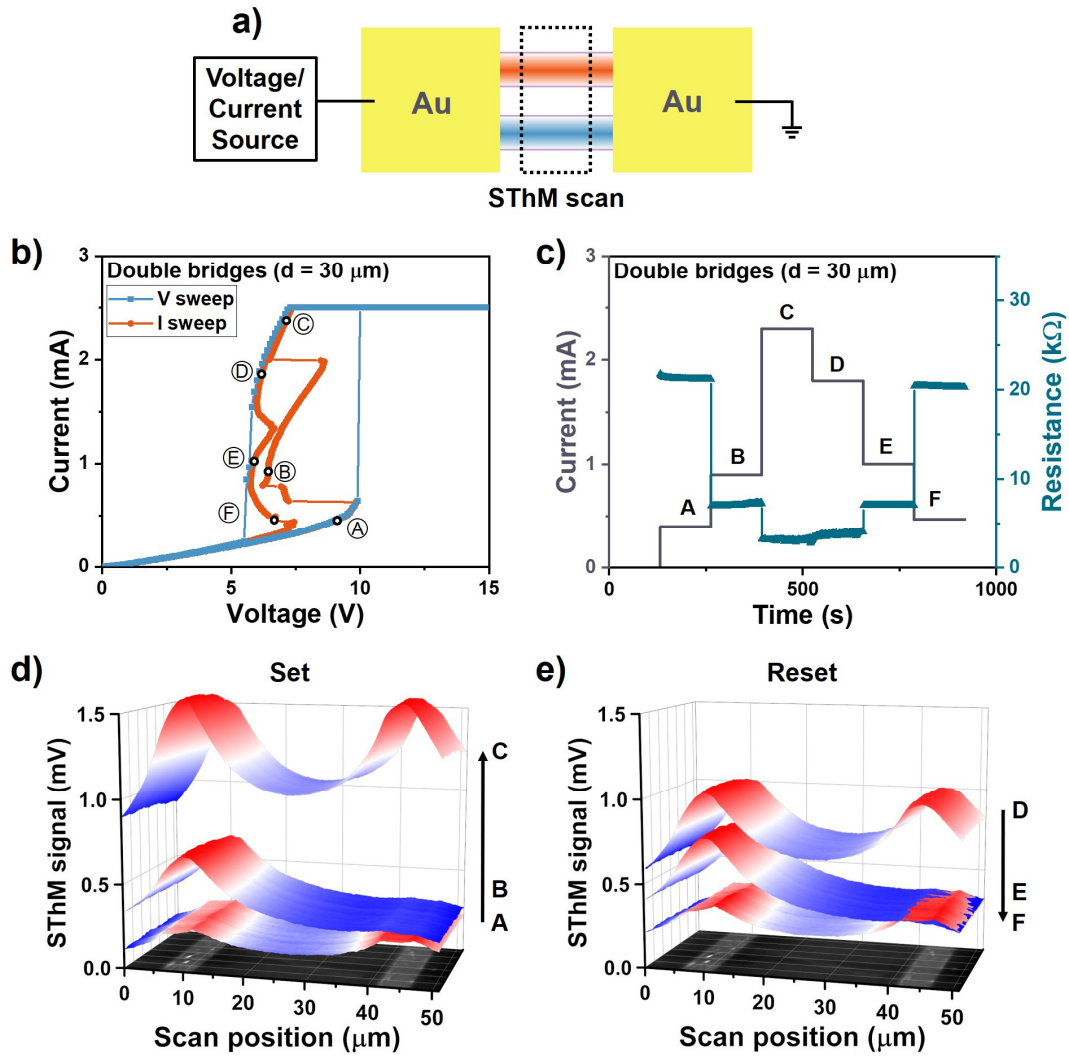 a)
Voltage/
Current
Source
Au
Au
SThM scan
b)
Double bridges (d = 30 μm)
V sweep
I sweep
C
D
E
B
F
A
Current (mA)
0
1
2
3
0
5
10
15
Voltage (V)
c)
Double bridges (d = 30 μm)
A
B
C
D
E
F
Current (mA)
0
1
2
3
Resistance (kΩ)
0
10
20
30
0
500
1000
Time (s)
d)
Set
SThM signal (mV)
1.5
1.0
0.5
0.0
C
B
A
0
10
20
30
40
50
Scan position (μm)
e)
Reset
SThM signal (mV)
1.5
1.0
0.5
0.0
D
E
F
0
10
20
30
40
50
Scan position (μm)